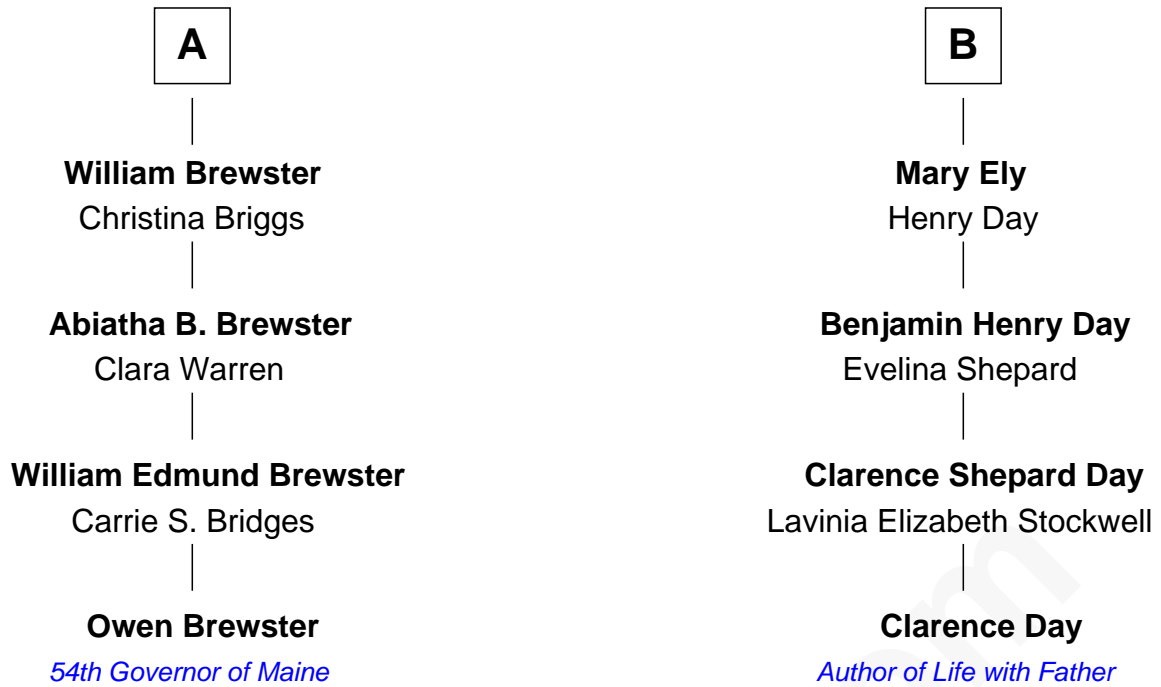 A
William Brewster
Christina Briggs
Abiatha B. Brewster
Clara Warren
William Edmund Brewster
Carrie S. Bridges
Owen Brewster
54th Governor of Maine
B
Mary Ely
Henry Day
Benjamin Henry Day
Evelina Shepard
Clarence Shepard Day
Lavinia Elizabeth Stockwell
Clarence Day
Author of Life with Father